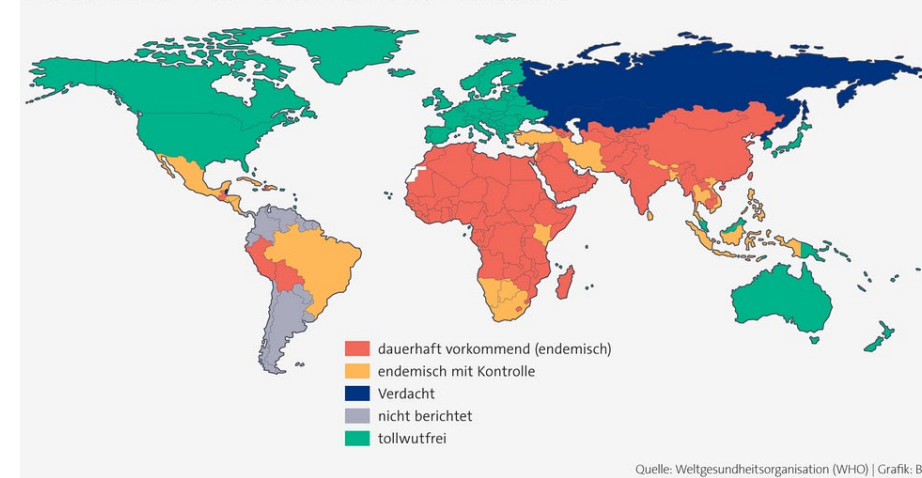 dauerhaft vorkommend (endemisch)
endemisch mit Kontrolle
Verdacht
nicht berichtet
tollwutfrei
Quelle: Weltgesundheitsorganisation (WHO) | Grafik: B